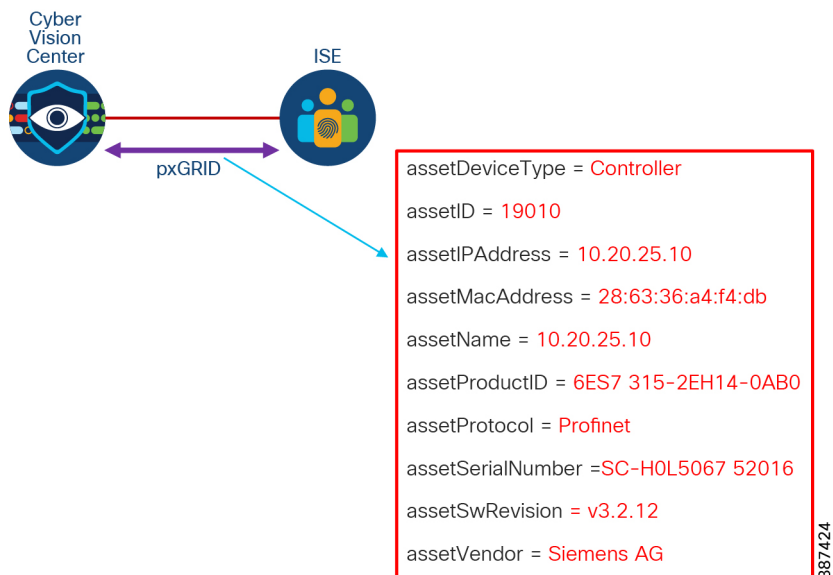 Cyber
Vision
Center
ISE
pxGRID
assetDeviceType = Controller
assetID = 19010
assetIPAddress = 10.20.25.10
assetMacAddress = 28:63:36:a4:f4:db
assetName = 10.20.25.10
assetProductID = 6ES7 315-2EH14-0AB0
assetProtocol = Profinet
assetSerialNumber =SC-H0L5067 52016
assetSwRevision = v3.2.12
assetVendor = Siemens AG
387424